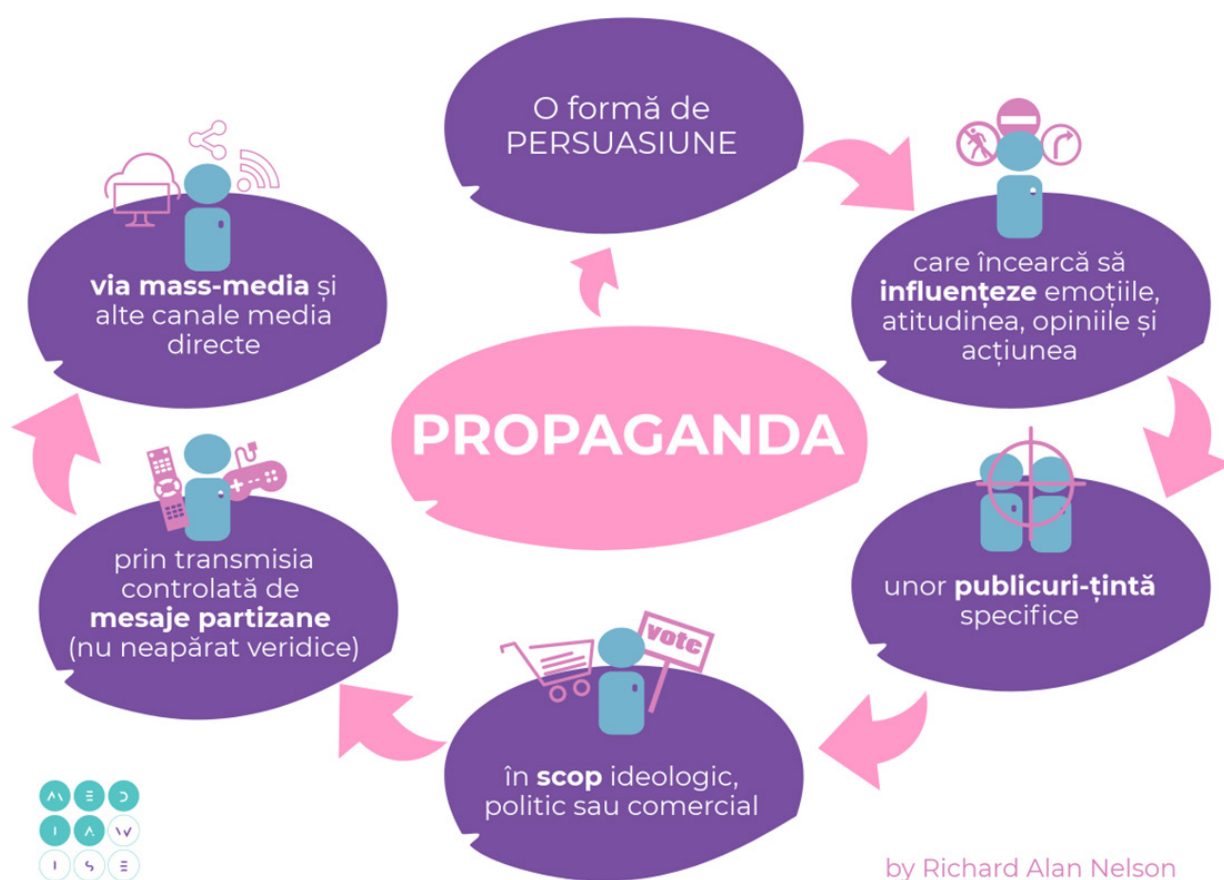 PROPAGANDA
O formă de
PERSUASIUNE
care încearcă să
influențeze emoțiile,
atitudinea, opiniile și
acțiunea
unor publicuri-țintă
specifice
vote
în scop ideologic,
politic sau comercial
prin transmisia
controlată de
mesaje partizane
(nu neapărat veridice)
via mass-media și
alte canale media
directe
M E D
I A W
I S E
by Richard Alan Nelson